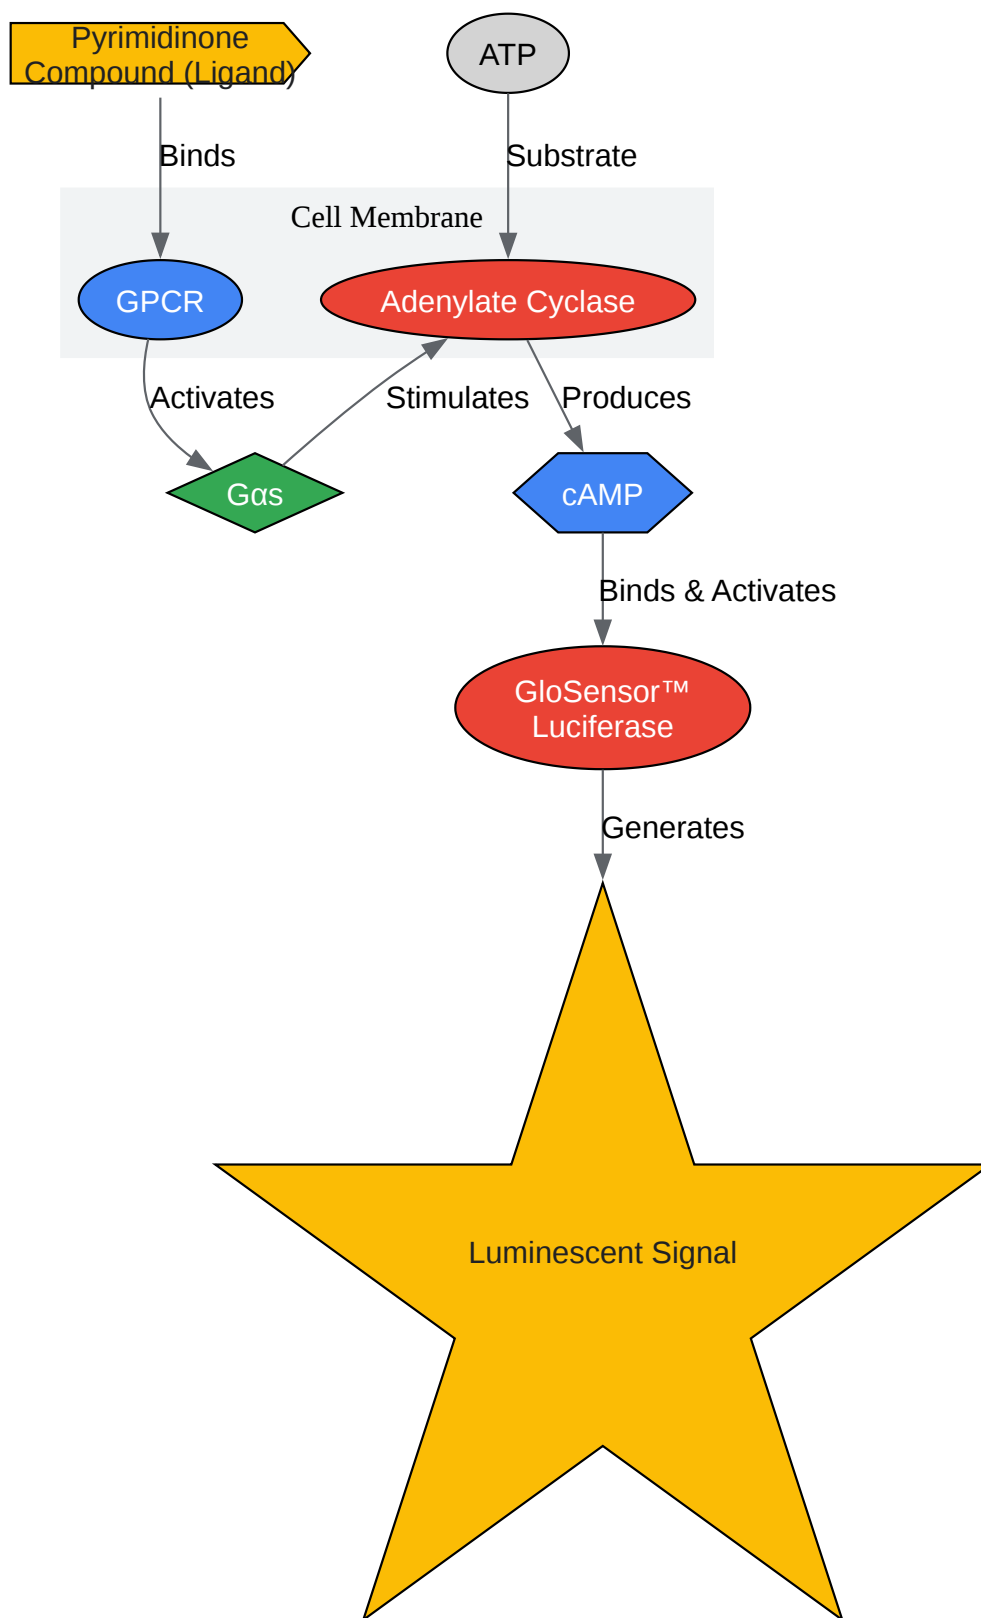 Pyrimidinone
Compound (Ligand)
ATP
Binds
Substrate
Cell Membrane
GPCR
Adenylate Cyclase
Activates
Stimulates
Produces
Gαs
cAMP
Binds & Activates
GloSensor™
Luciferase
Generates
Luminescent Signal